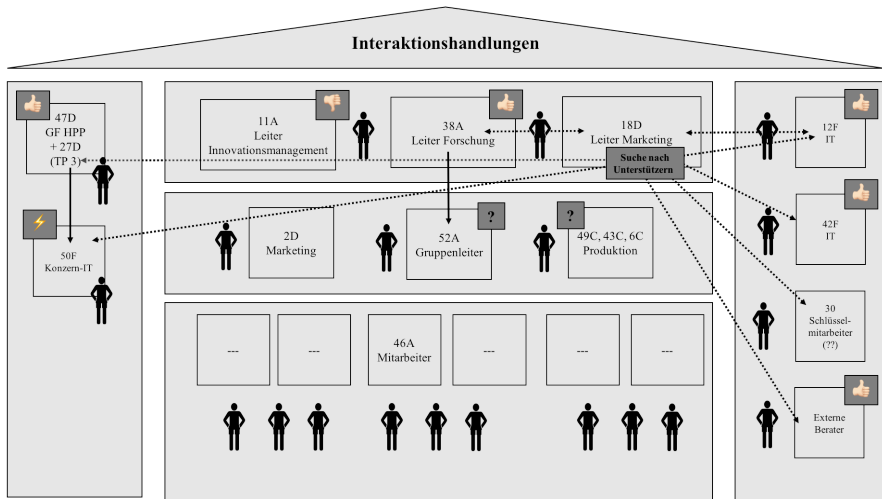 Interaktionshandlungen
47D
GF HPP
+ 27D
(TP 3)
50F
Konzern-IT
11A
Leiter
Innovationsmanagement
38A
Leiter Forschung
18D
Leiter Marketing
Suche nach
Unterstützern
2D
Marketing
?
52A
Gruppenleiter
?
49C, 43C, 6C
Produktion
---
---
46A
Mitarbeiter
---
---
---
12F
IT
42F
IT
30
Schlüssel-
mitarbeiter
(??)
Externe
Berater